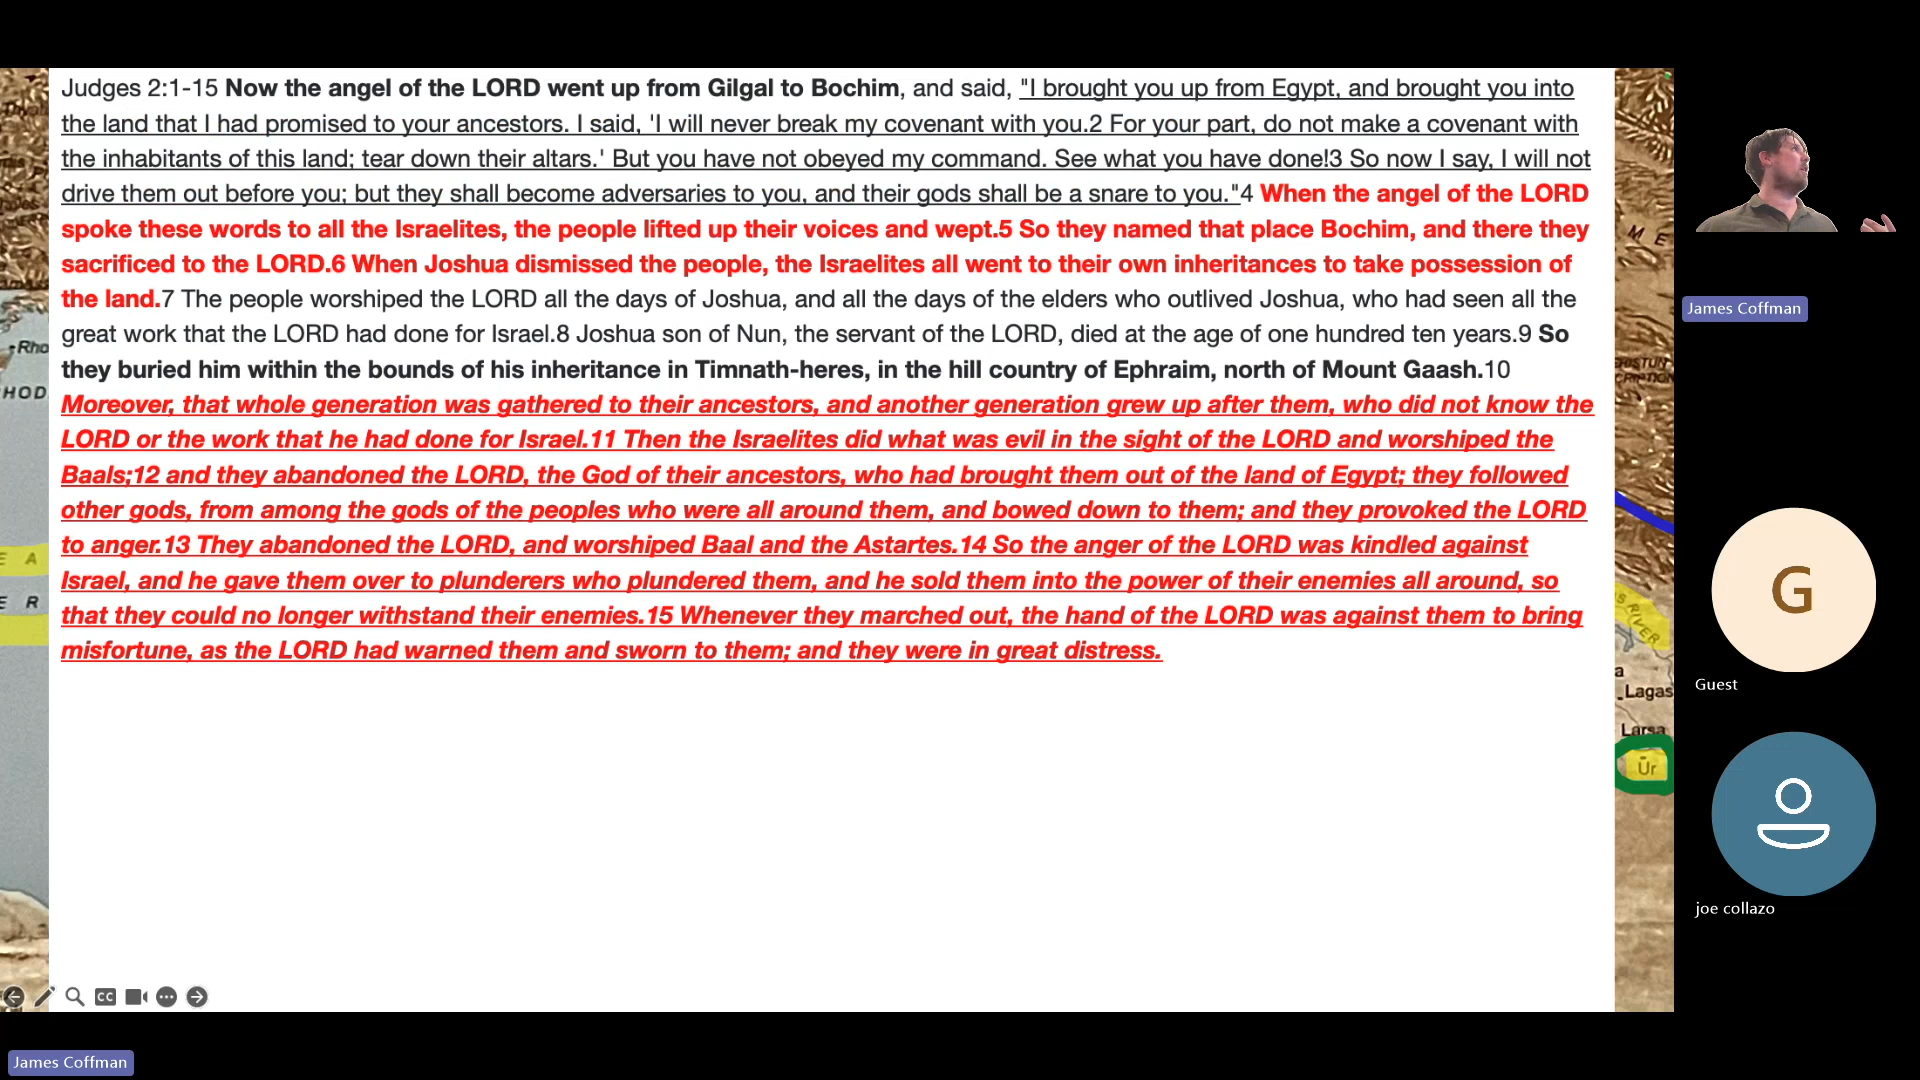 Judges 2:1-15 Now the angel of the LORD went up from Gilgal to Bochim, and said, "I brought you up from Egypt, and brought you into
the land that I had promised to your ancestors. I said, 'I will never break my covenant with you.2 For your part, do not make a covenant with
the inhabitants of this land; tear down their altars.' But you have not obeyed my command. See what you have done!3 So now I say, I will not
drive them out before you; but they shall become adversaries to you, and their gods shall be a snare to you."4 When the angel of the LORD
spoke these words to all the Israelites, the people lifted up their voices and wept.5 So they named that place Bochim, and there they
sacrificed to the LORD.6 When Joshua dismissed the people, the Israelites all went to their own inheritances to take possession of
the land.7 The people worshiped the LORD all the days of Joshua, and all the days of the elders who outlived Joshua, who had seen all the
great work that the LORD had done for Israel.8 Joshua son of Nun, the servant of the LORD, died at the age of one hundred ten years.9 So
they buried him within the bounds of his inheritance in Timnath-heres, in the hill country of Ephraim, north of Mount Gaash.10
Moreover, that whole generation was gathered to their ancestors, and another generation grew up after them, who did not know the
LORD or the work that he had done for Israel.11 Then the Israelites did what was evil in the sight of the LORD and worshiped the
Baals;12 and they abandoned the LORD, the God of their ancestors, who had brought them out of the land of Egypt; they followed
other gods, from among the gods of the peoples who were all around them, and bowed down to them; and they provoked the LORD
to anger.13 They abandoned the LORD, and worshiped Baal and the Astartes.14 So the anger of the LORD was kindled against
Israel, and he gave them over to plunderers who plundered them, and he sold them into the power of their enemies all around, so
that they could no longer withstand their enemies.15 Whenever they marched out, the hand of the LORD was against them to bring
misfortune, as the LORD had warned them and sworn to them; and they were in great distress.
Rho
HOD
E A
E R
M E
RIVER
Lagas
Larsa
Ur
CC
James Coffman
G
Guest
joe collazo
James Coffman